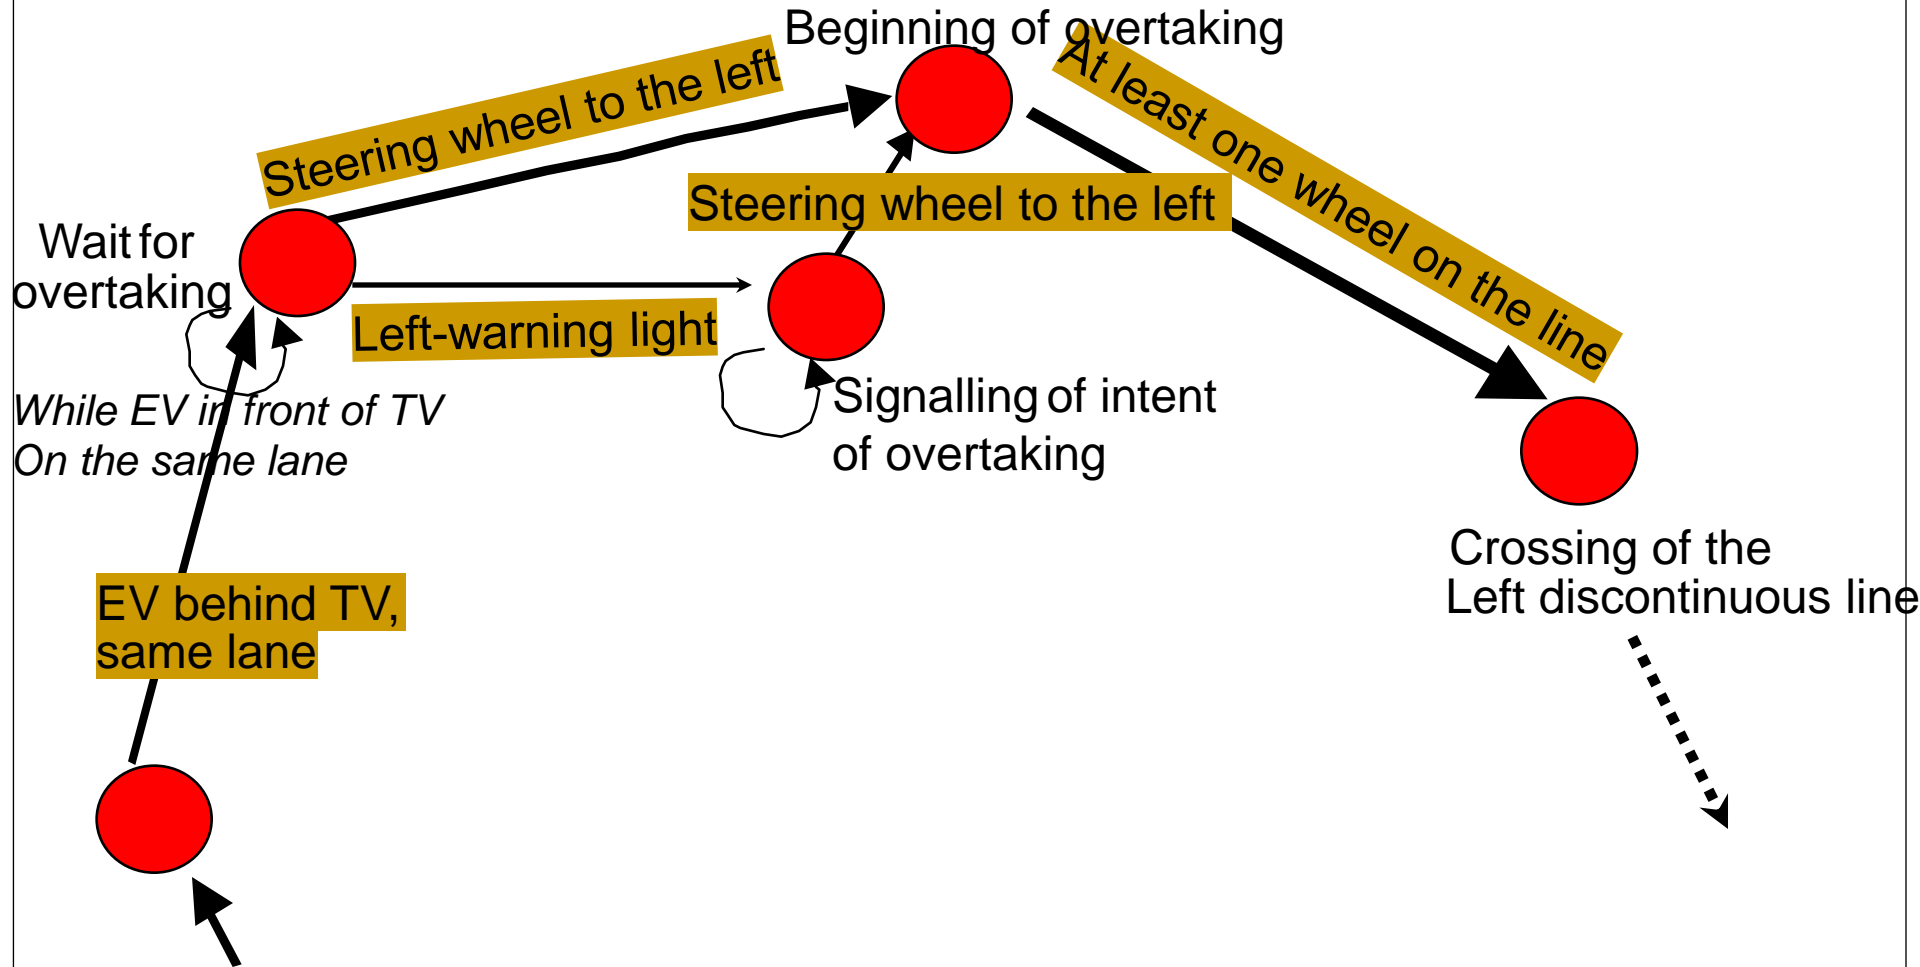 Beginning of overtaking
Steering wheel to the left
At least one wheel on the line
Steering wheel to the left
Wait for
overtaking
Left-warning light
While EV in front of TV
On the same lane
Signalling of intent
of overtaking
Crossing of the
Left discontinuous line
EV behind TV,
same lane